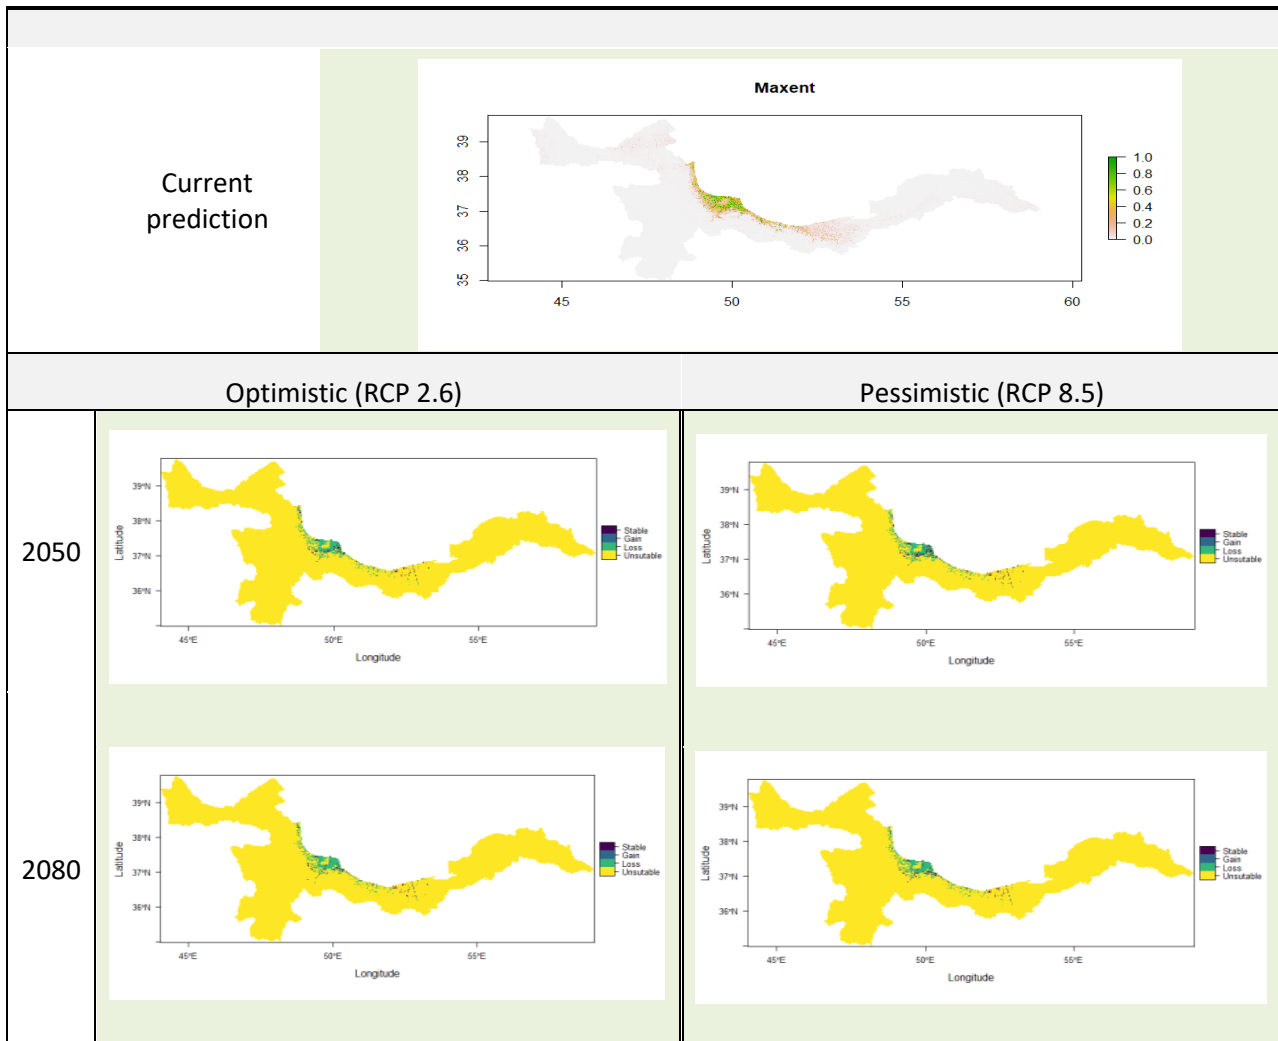 Maxent
Current
prediction
39
38
37
36
35
45
50
55
60
1.0
0.8
0.6
0.4
0.2
0.0
Optimistic (RCP 2.6)
Pessimistic (RCP 8.5)
2050
39°N
38°N
37°N
36°N
Latitude
45°E
50°E
55°E
Longitude
Stable
Gain
Loss
Unsutable
39°N
38°N
37°N
36°N
Latitude
45°E
50°E
55°E
Longitude
Stable
Gain
Loss
Unsutable
2080
39°N
38°N
37°N
36°N
Latitude
45°E
50°E
55°E
Longitude
Stable
Gain
Loss
Unsutable
39°N
38°N
37°N
36°N
Latitude
45°E
50°E
55°E
Longitude
Stable
Gain
Loss
Unsutable